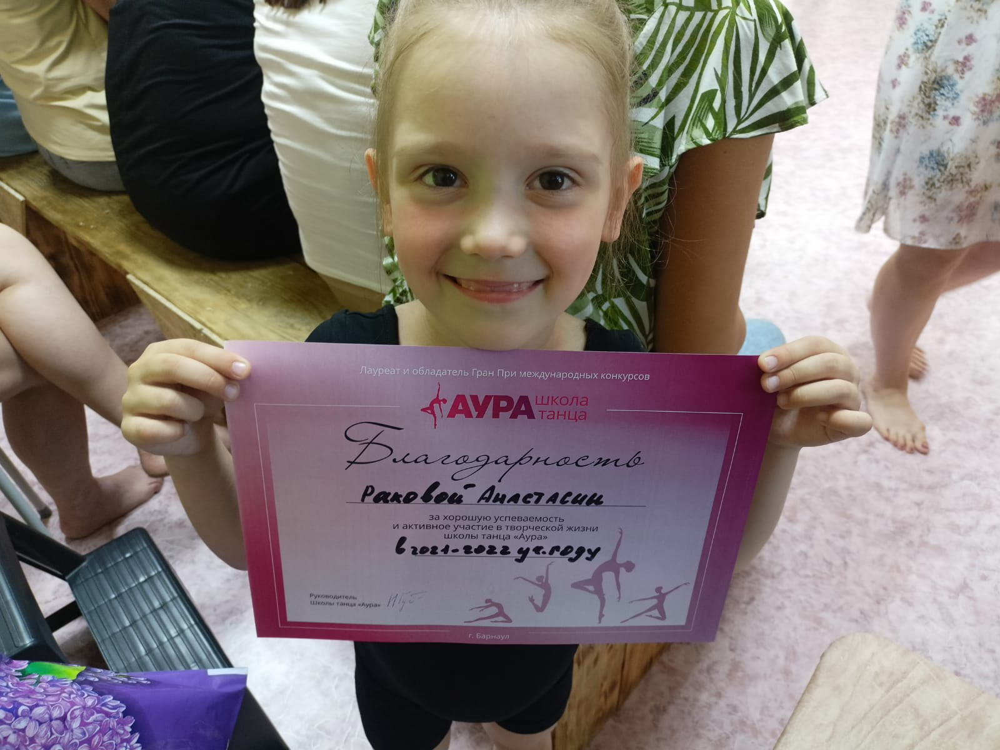 Лауреат и обладатель Гран При международных конкурсов
АУРА школа танца
Благодарность
Раковой Анастасии
за хорошую успеваемость
и активное участие в творческой жизни
школы танца «Аура»
в 2021-2022 уч.году
Руководитель
Школы танца «Аура»
г. Барнаул